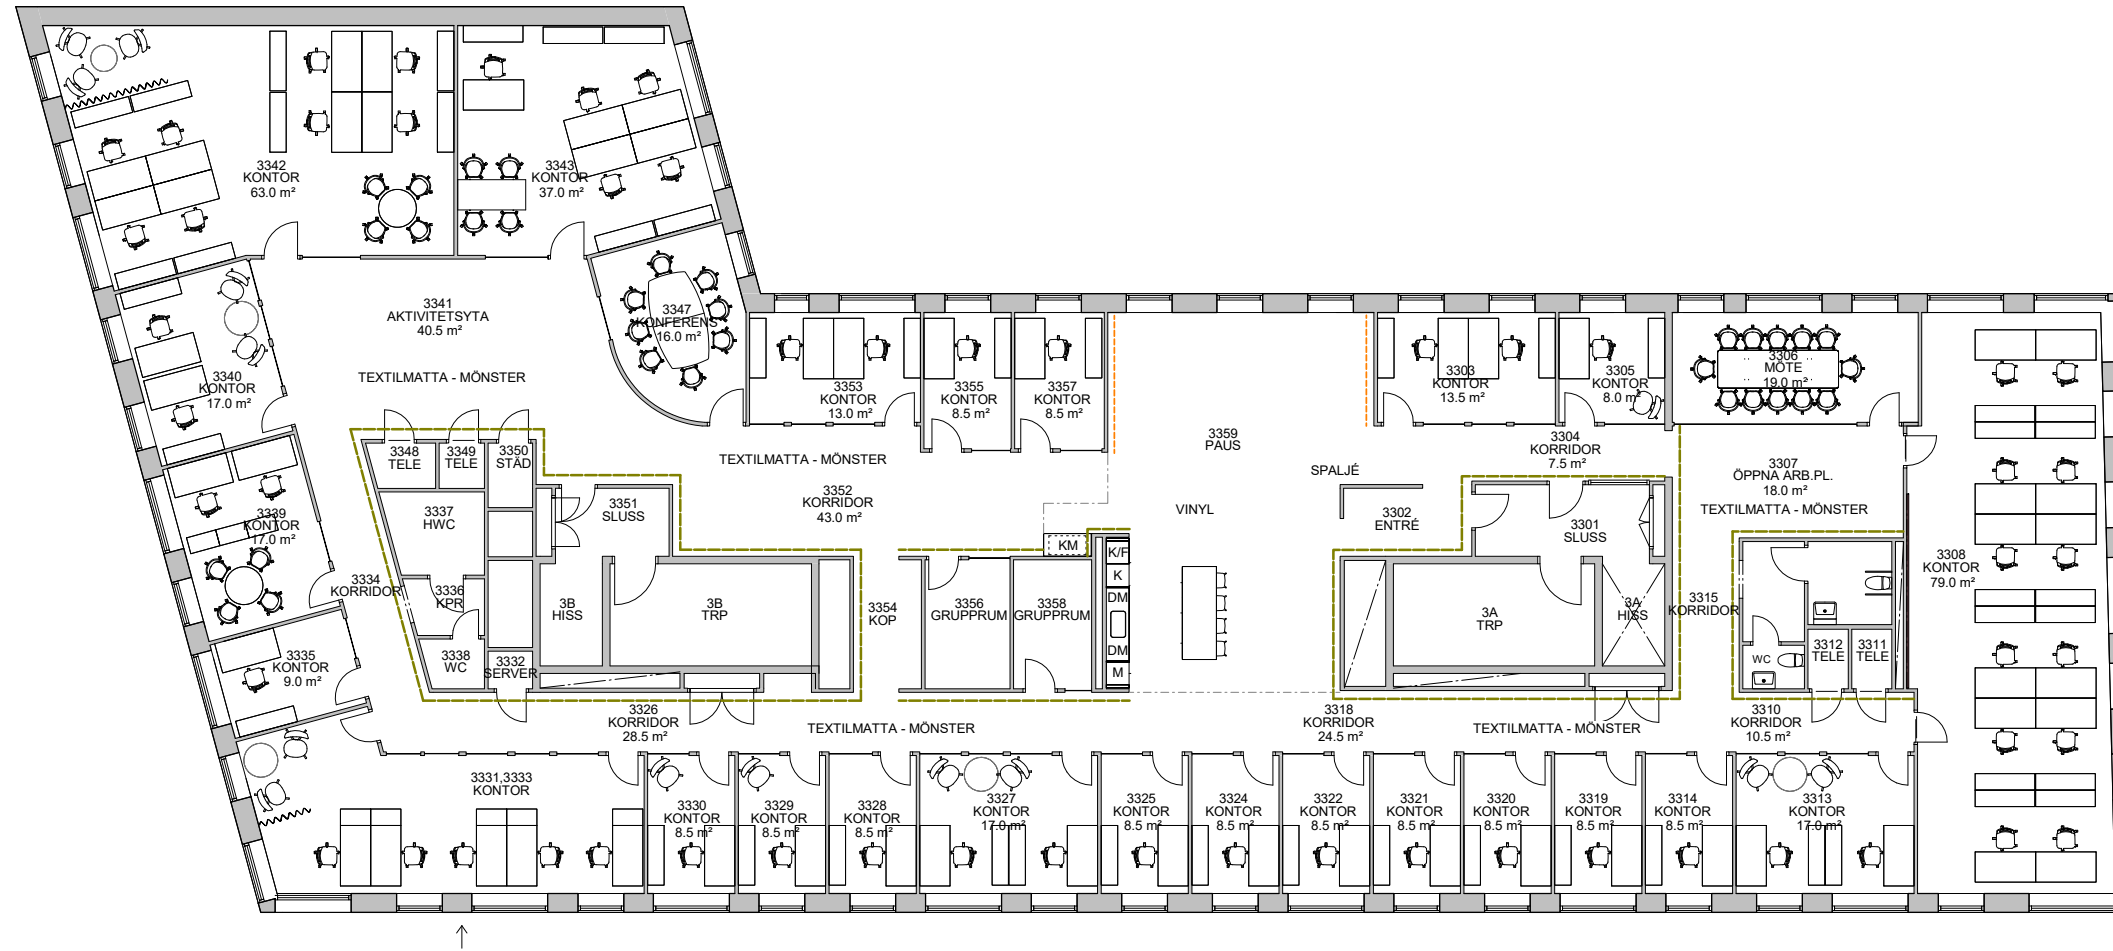 3342
KONTOR
63.0 m²
3343
KONTOR
37.0 m²
3341
AKTIVITETSYTA
40.5 m²
TEXTILMATTA - MÖNSTER
3347
KONFERENS
16.0 m²
3340
KONTOR
17.0 m²
3353
KONTOR
13.0 m²
3355
KONTOR
8.5 m²
3357
KONTOR
8.5 m²
3303
KONTOR
13.5 m²
3305
KONTOR
8.0 m²
3306
MÖTE
19.0 m²
3359
PAUS
3304
KORRIDOR
7.5 m²
SPALJÉ
3348
TELE
3349
TELE
3350
STÄD
TEXTILMATTA - MÖNSTER
3352
KORRIDOR
43.0 m²
3307
ÖPPNA ARB.PL.
18.0 m²
TEXTILMATTA - MÖNSTER
3351
SLUSS
3337
HWC
3339
KONTOR
17.0 m²
VINYL
3302
ENTRÉ
3301
SLUSS
KM
K/F
K
DM
DM
M
3308
KONTOR
79.0 m²
3334
KORRIDOR
3336
KPR
3B
HISS
3B
TRP
3354
KOP
3356
GRUPPRUM
3358
GRUPPRUM
3A
TRP
3A
HISS
3315
KORRIDOR
3335
KONTOR
9.0 m²
3338
WC
3332
SERVER
WC
3312
TELE
3311
TELE
3326
KORRIDOR
28.5 m²
TEXTILMATTA - MÖNSTER
3318
KORRIDOR
24.5 m²
TEXTILMATTA - MÖNSTER
3310
KORRIDOR
10.5 m²
3331,3333
KONTOR
3330
KONTOR
8.5 m²
3329
KONTOR
8.5 m²
3328
KONTOR
8.5 m²
3327
KONTOR
17.0 m²
3325
KONTOR
8.5 m²
3324
KONTOR
8.5 m²
3322
KONTOR
8.5 m²
3321
KONTOR
8.5 m²
3320
KONTOR
8.5 m²
3319
KONTOR
8.5 m²
3314
KONTOR
8.5 m²
3313
KONTOR
17.0 m²